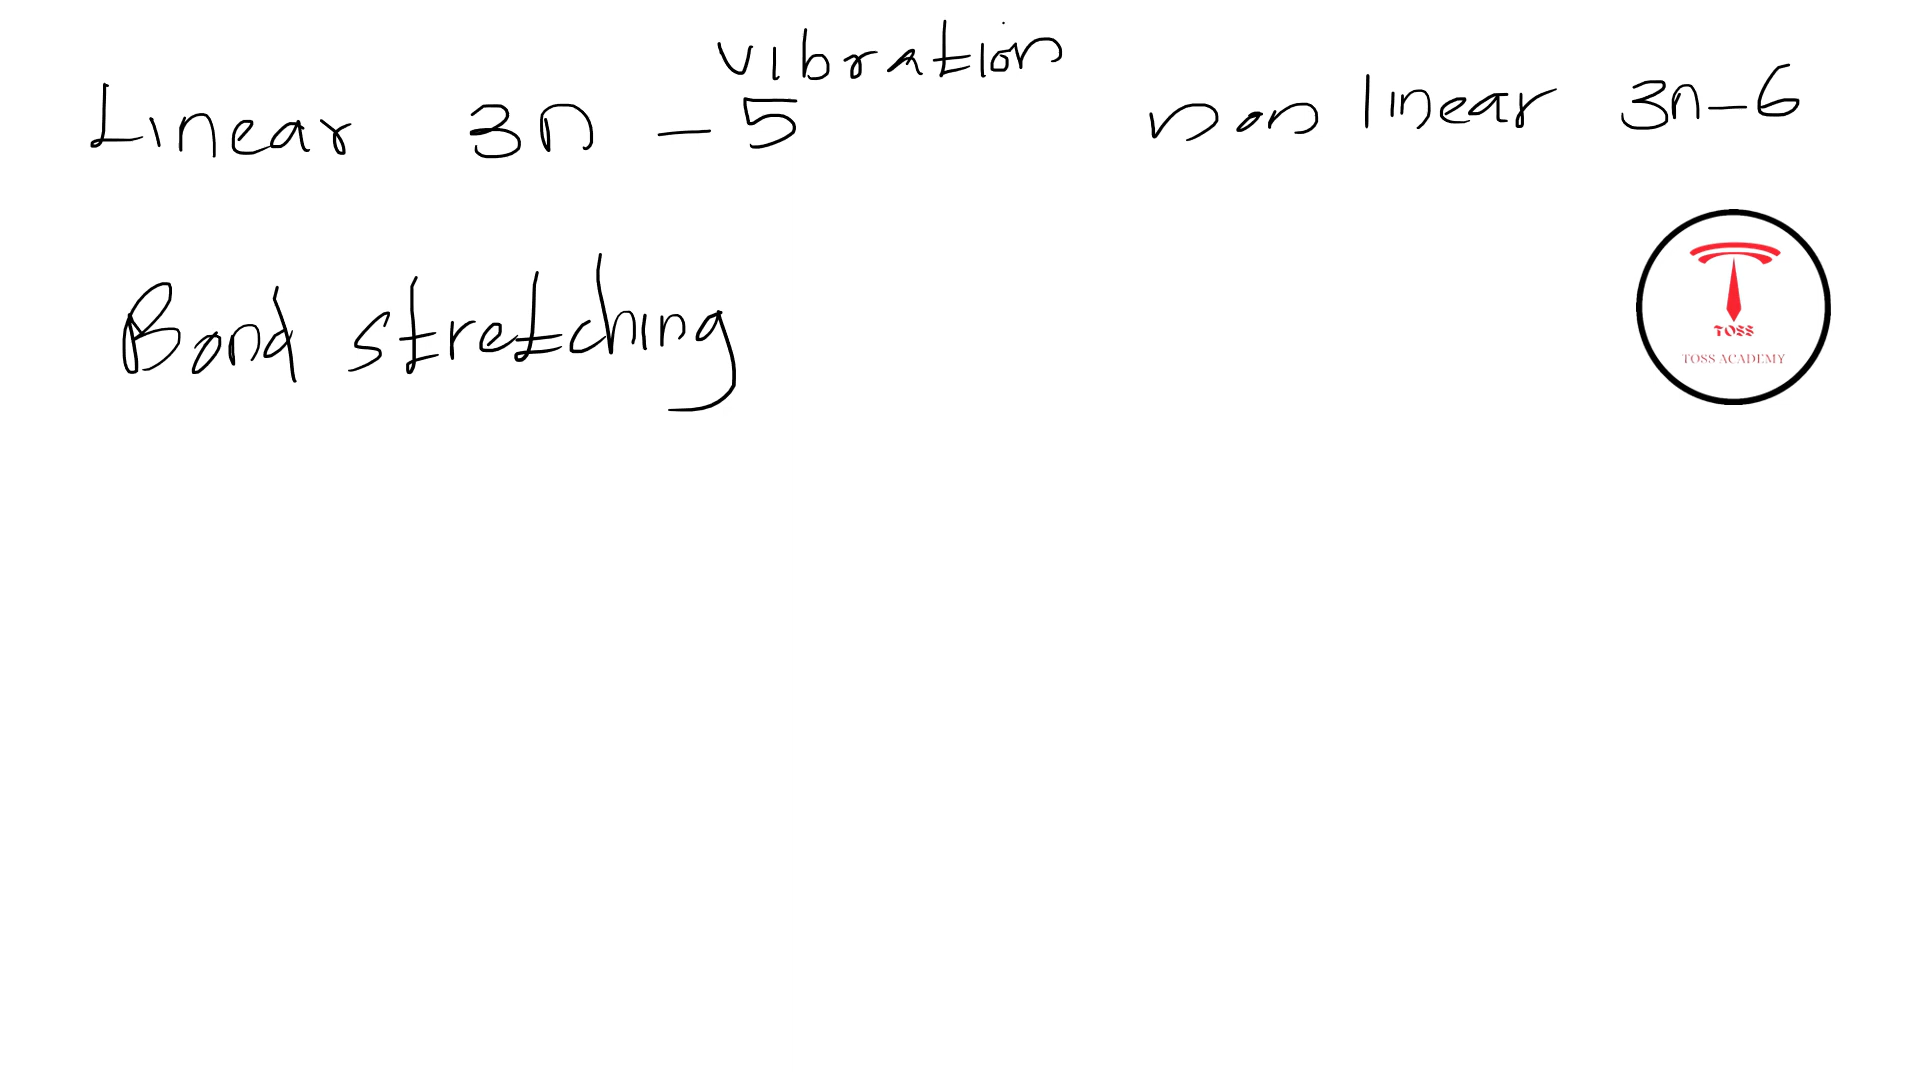 vibration
Linear 3n - 5 non linear 3n-6
Bond stretching
TOSS
TOSS ACADEMY